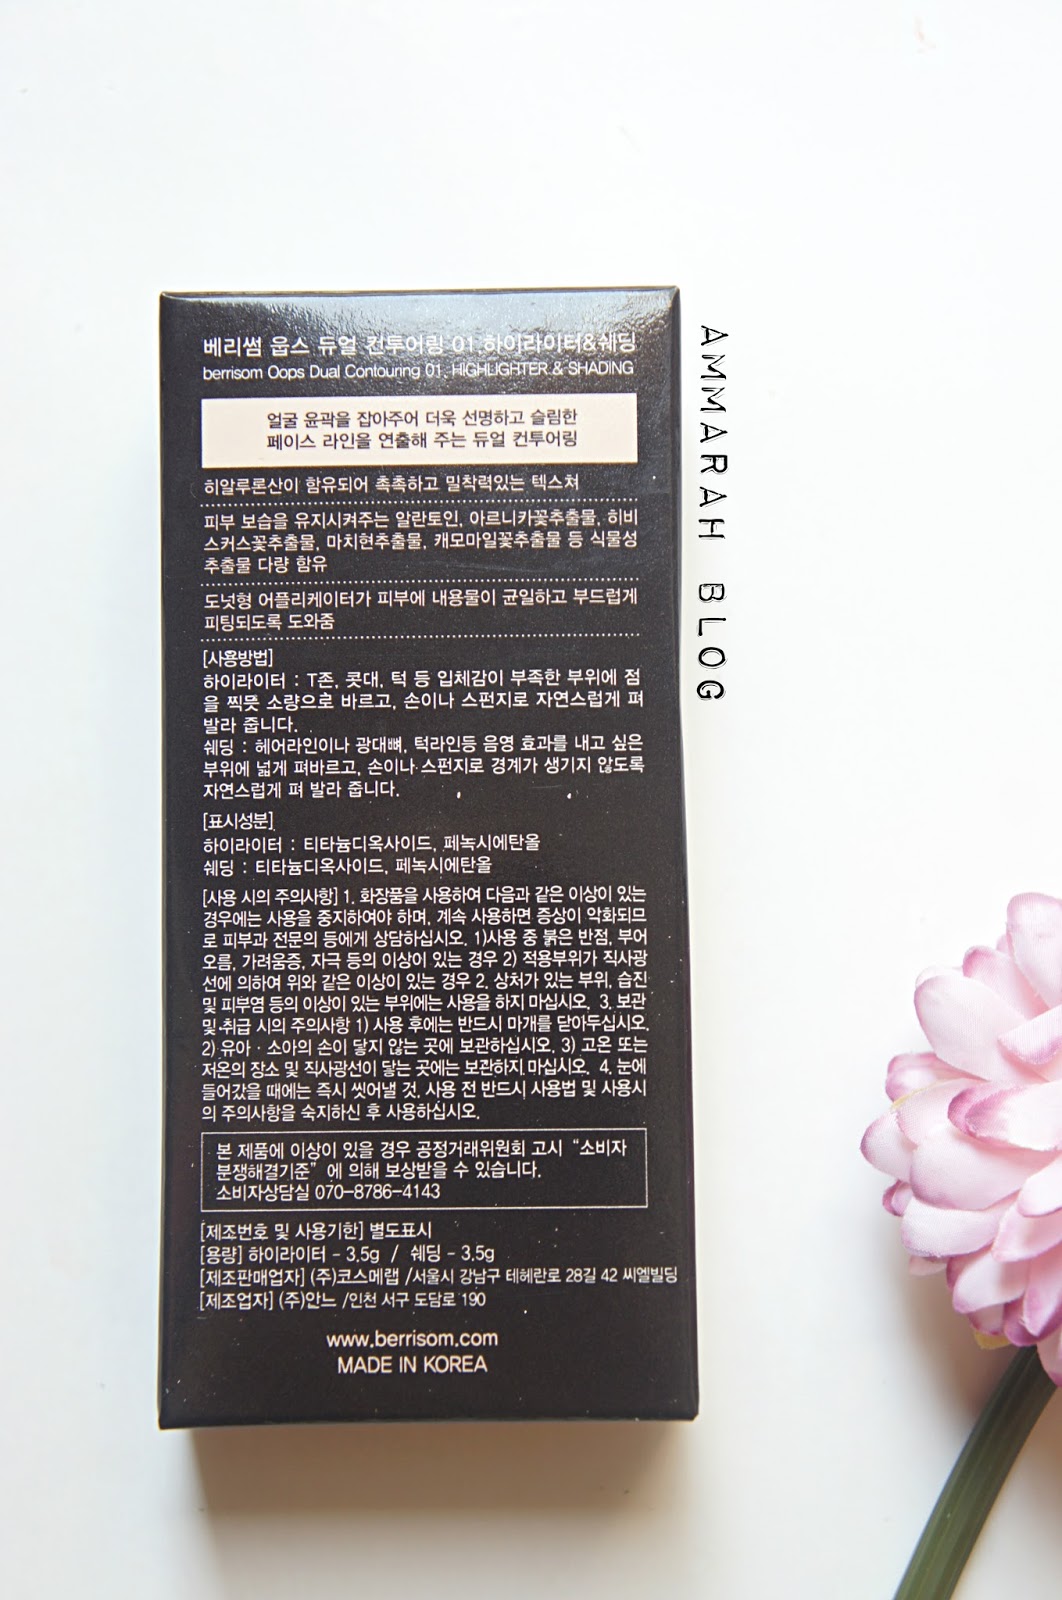 베리썸 웁스 듀얼 컨투어링 01 하이라이터&쉐딩
berrisom Oops Dual Contouring 01. HIGHLIGHTER & SHADING
얼굴 윤곽을 잡아주어 더욱 선명하고 슬림한
페이스 라인을 연출해 주는 듀얼 컨투어링
히알루론산이 함유되어 촉촉하고 밀착력있는 텍스쳐
피부 보습을 유지시켜주는 알란토인, 아르니카꽃추출물, 히비
스커스꽃추출물, 마치현추출물, 캐모마일꽃추출물 등 식물성
추출물 다량 함유
도넛형 어플리케이터가 피부에 내용물이 균일하고 부드럽게
피팅되도록 도와줌
[사용방법]
하이라이터 : T존, 콧대, 턱 등 입체감이 부족한 부위에 점
을 찍듯 소량으로 바르고, 손이나 스펀지로 자연스럽게 펴
발라 줍니다.
쉐딩 : 헤어라인이나 광대뼈, 턱라인등 음영 효과를 내고 싶은
부위에 넓게 펴바르고, 손이나 스펀지로 경계가 생기지 않도록
자연스럽게 펴 발라 줍니다.
[표시성분]
하이라이터 : 티타늄디옥사이드, 페녹시에탄올
쉐딩 : 티타늄디옥사이드, 페녹시에탄올
[사용 시의 주의사항] 1. 화장품을 사용하여 다음과 같은 이상이 있는
경우에는 사용을 중지하여야 하며, 계속 사용하면 증상이 악화되므
로 피부과 전문의 등에게 상담하십시오. 1)사용 중 붉은 반점, 부어
오름, 가려움증, 자극 등의 이상이 있는 경우 2) 적용부위가 직사광
선에 의하여 위와 같은 이상이 있는 경우 2. 상처가 있는 부위, 습진
및 피부염 등의 이상이 있는 부위에는 사용을 하지 마십시오. 3. 보관
및 취급 시의 주의사항 1) 사용 후에는 반드시 마개를 닫아두십시오.
2) 유아 · 소아의 손이 닿지 않는 곳에 보관하십시오. 3) 고온 또는
저온의 장소 및 직사광선이 닿는 곳에는 보관하지 마십시오. 4. 눈에
들어갔을 때에는 즉시 씻어낼 것. 사용 전 반드시 사용법 및 사용시
의 주의사항을 숙지하신 후 사용하십시오.
본 제품에 이상이 있을 경우 공정거래위원회 고시 "소비자
분쟁해결기준" 에 의해 보상받을 수 있습니다.
소비자상담실 070-8786-4143
[제조번호 및 사용기한] 별도표시
[용량] 하이라이터 - 3.5g / 쉐딩 - 3.5g
[제조판매업자] (주)코스메랩 /서울시 강남구 테헤란로 28길 42 씨엘빌딩
[제조업자] (주)안느 /인천 서구 도담로 190
www.berrisom.com
MADE IN KOREA
AMMARAH BLOG